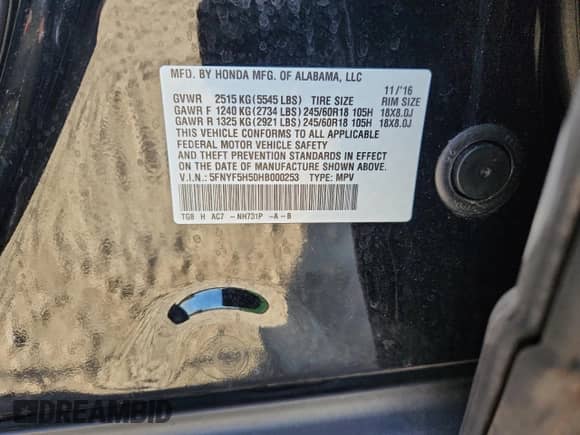 MFD. BY HONDA MFG. OF ALABAMA, LLC 11/'16
GVWR 2515 KG (5545 LBS) TIRE SIZE RIM SIZE
GAWR F 1240 KG (2734 LBS) 245/60R18 105H 18X8.0J
GAWR R 1325 KG (2921 LBS) 245/60R18 105H 18X8.0J
THIS VEHICLE CONFORMS TO ALL APPLICABLE
FEDERAL MOTOR VEHICLE SAFETY
AND THEFT PREVENTION STANDARDS IN EFFECT
ON THE DATE OF MANUFACTURE SHOWN ABOVE.
V.I.N.: 5FNYF5H50HB000253 TYPE: MPV
TG8 H AC7 -NH731P -A-B
DREAMBID